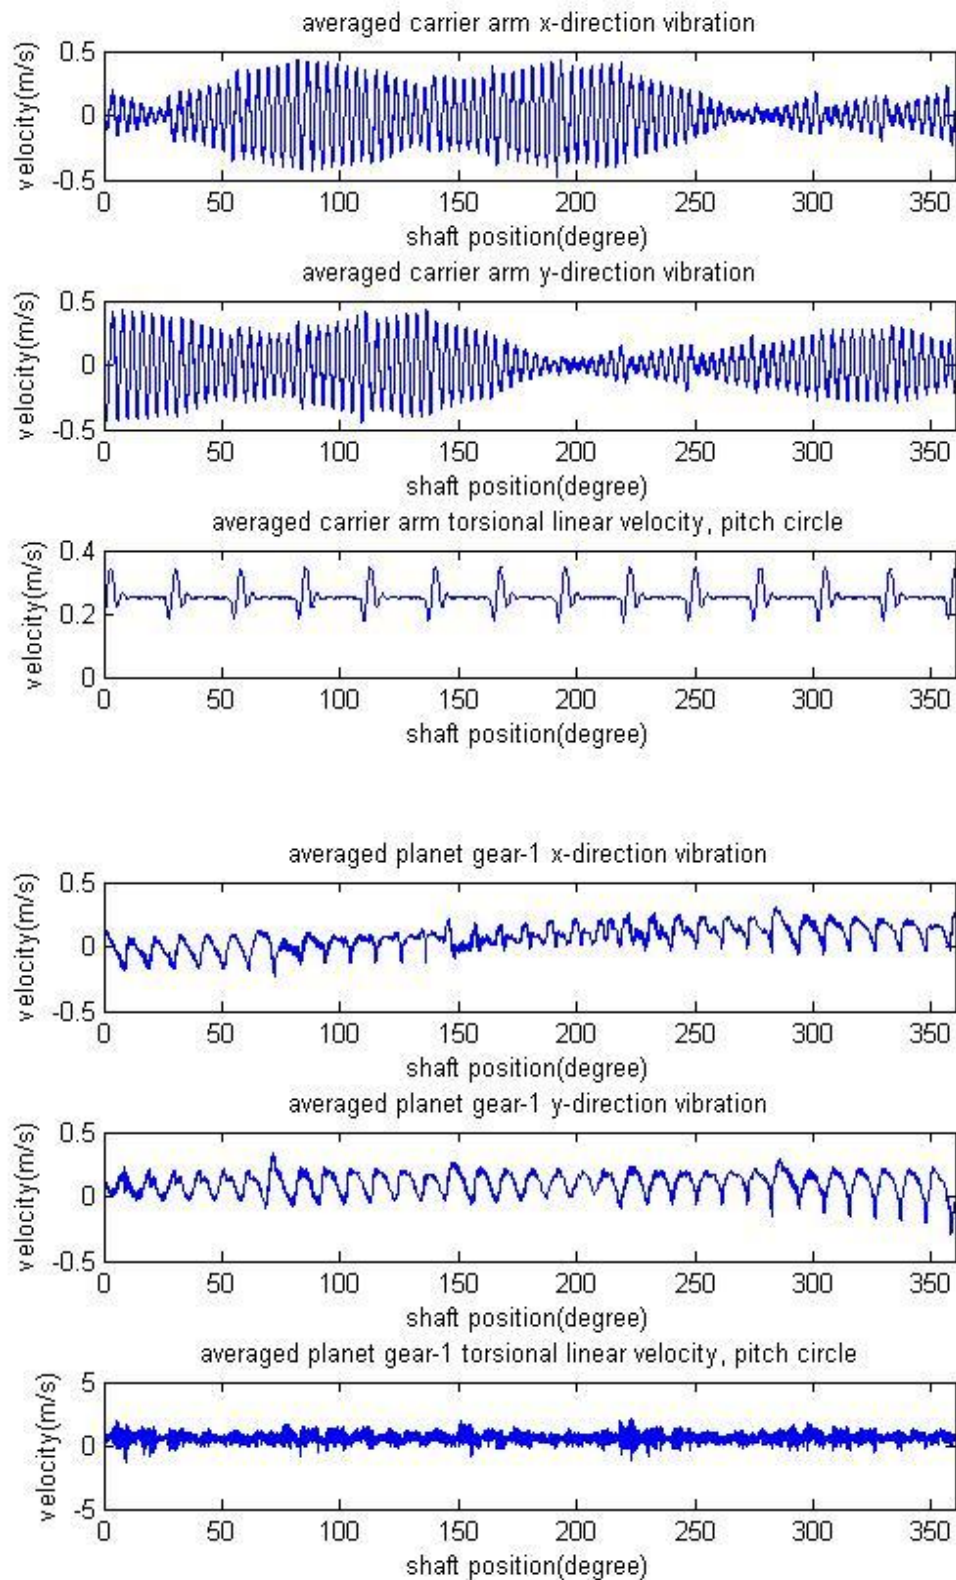 averaged carrier arm x-direction vibration
velocity(m/s)
0.5
0
-0.5
0 50 100 150 200 250 300 350
shaft position(degree)
averaged carrier arm y-direction vibration
velocity(m/s)
0.5
0
-0.5
0 50 100 150 200 250 300 350
shaft position(degree)
averaged carrier arm torsional linear velocity, pitch circle
velocity(m/s)
0.4
0.2
0
0 50 100 150 200 250 300 350
shaft position(degree)
averaged planet gear-1 x-direction vibration
velocity(m/s)
0.5
0
-0.5
0 50 100 150 200 250 300 350
shaft position(degree)
averaged planet gear-1 y-direction vibration
velocity(m/s)
0.5
0
-0.5
0 50 100 150 200 250 300 350
shaft position(degree)
averaged planet gear-1 torsional linear velocity, pitch circle
velocity(m/s)
5
0
-5
0 50 100 150 200 250 300 350
shaft position(degree)